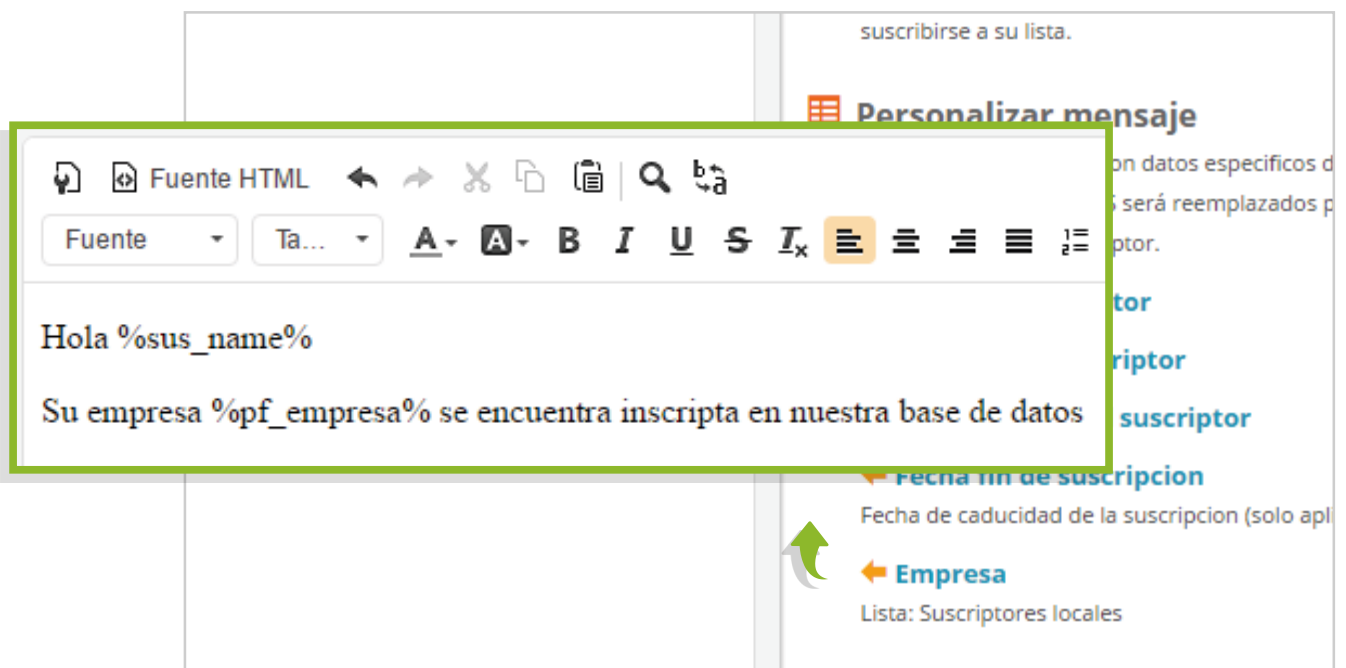 suscribirse a su lista.
Personalizar mensaje
on datos especificos d
será reemplazados p
ptor.
tor
riptor
suscriptor
Fecha fin de suscripcion
Fecha de caducidad de la suscripcion (solo apli
Empresa
Lista: Suscriptores locales
Fuente HTML
Fuente Ta...
Hola %sus_name%
Su empresa %pf_empresa% se encuentra inscripta en nuestra base de datos